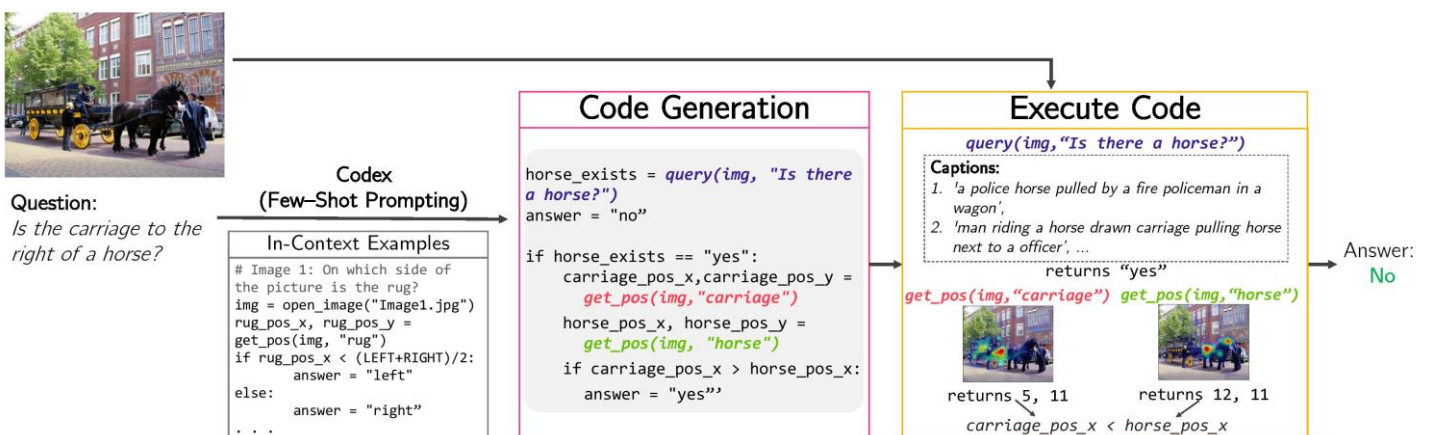 Question:
Is the carriage to the
right of a horse?
Codex
(Few–Shot Prompting)
In-Context Examples
# Image 1: On which side of
the picture is the rug?
img = open_image("Image1.jpg")
rug_pos_x, rug_pos_y =
get_pos(img, "rug")
if rug_pos_x < (LEFT+RIGHT)/2:
answer = "left"
else:
answer = "right”
. . .
Code Generation
horse_exists = query(img, "Is there
a horse?")
answer = "no”
if horse_exists == "yes":
carriage_pos_x,carriage_pos_y =
get_pos(img,"carriage")
horse_pos_x, horse_pos_y =
get_pos(img, "horse")
if carriage_pos_x > horse_pos_x:
answer = "yes”’
Execute Code
query(img,“Is there a horse?”)
Captions:
1. 'a police horse pulled by a fire policeman in a
wagon',
2. 'man riding a horse drawn carriage pulling horse
next to a officer', ...
returns “yes”
get_pos(img,“carriage”) get_pos(img,“horse”)
returns 5, 11 returns 12, 11
carriage_pos_x < horse_pos_x
Answer:
No